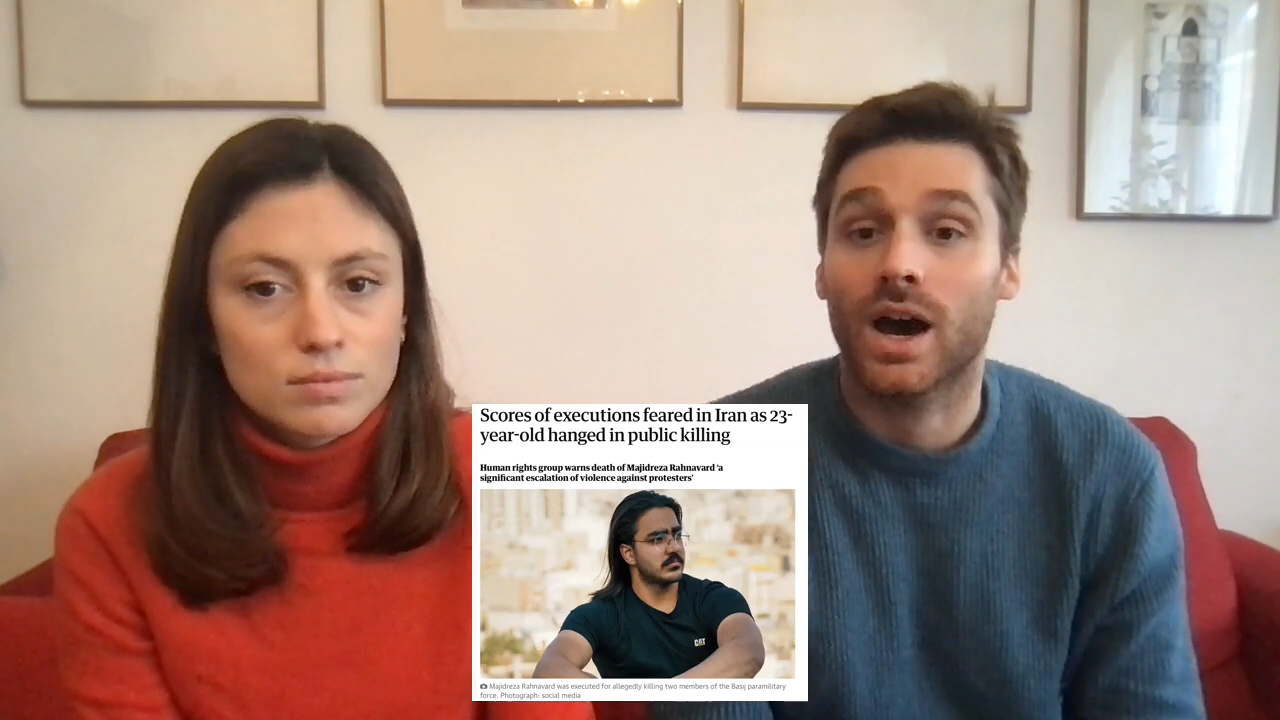 Scores of executions feared in Iran as 23-
year-old hanged in public killing
Human rights group warns death of Majidreza Rahnavard ‘a
significant escalation of violence against protesters’
CAT
Majidreza Rahnavard was executed for allegedly killing two members of the Basij paramilitary
force. Photograph: social media